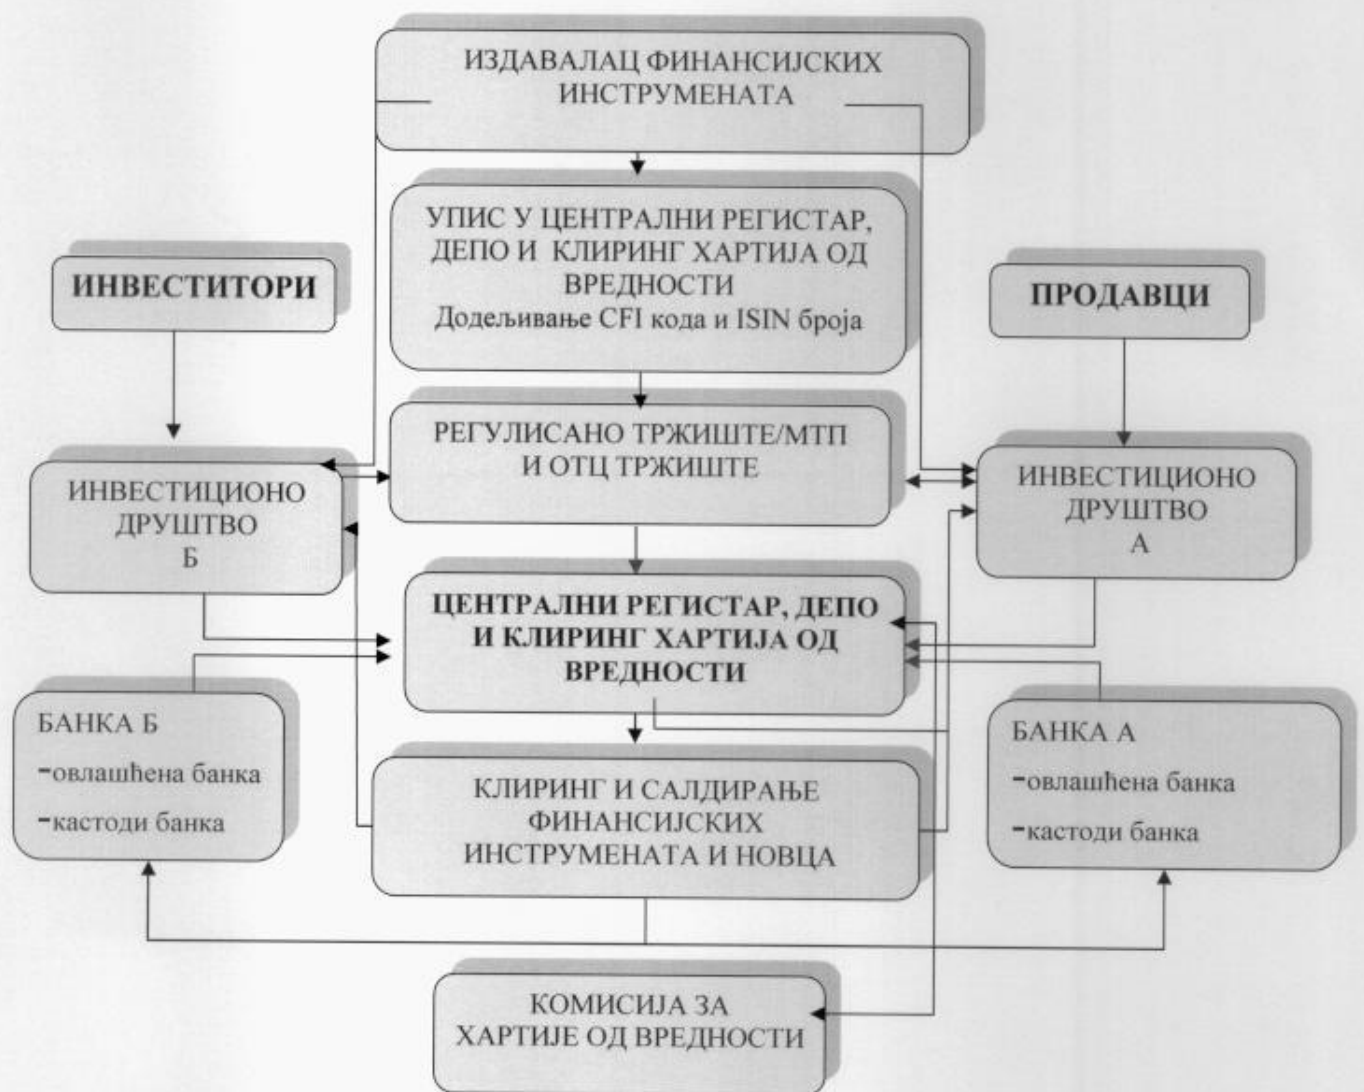 ИЗДАВАЛАЦ ФИНАНСИЈСКИХ
ИНСТРУМЕНАТА
УПИС У ЦЕНТРАЛНИ РЕГИСТАР,
ДЕПО И КЛИРИНГ ХАРТИЈА ОД
ВРЕДНОСТИ
Додељивање CFI кода и ISIN броја
ИНВЕСТИТОРИ
ПРОДАВЦИ
РЕГУЛИСАНО ТРЖИШТЕ/МТП
И ОТЦ ТРЖИШТЕ
ИНВЕСТИЦИОНО
ДРУШТВО
Б
ИНВЕСТИЦИОНО
ДРУШТВО
А
ЦЕНТРАЛНИ РЕГИСТАР, ДЕПО
И КЛИРИНГ ХАРТИЈА ОД
ВРЕДНОСТИ
БАНКА Б
-овлашћена банка
-кастоди банка
БАНКА А
-овлашћена банка
-кастоди банка
КЛИРИНГ И САЛДИРАЊЕ
ФИНАНСИЈСКИХ
ИНСТРУМЕНАТА И НОВЦА
КОМИСИЈА ЗА
ХАРТИЈЕ ОД ВРЕДНОСТИ